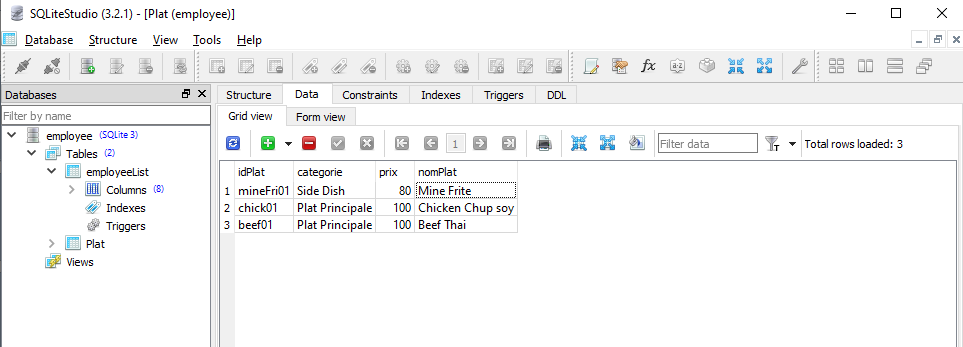 SQLiteStudio (3.2.1) - [Plat (employee)]
Database Structure View Tools Help
Databases
Filter by name
employee (SQLite 3)
Tables (2)
employeeList
Columns (8)
Indexes
Triggers
Plat
Views
Structure Data Constraints Indexes Triggers DDL
Grid view Form view
1 Filter data Total rows loaded: 3
idPlat categorie prix nomPlat
1 mineFri01 Side Dish 80 Mine Frite
2 chick01 Plat Principale 100 Chicken Chup soy
3 beef01 Plat Principale 100 Beef Thai